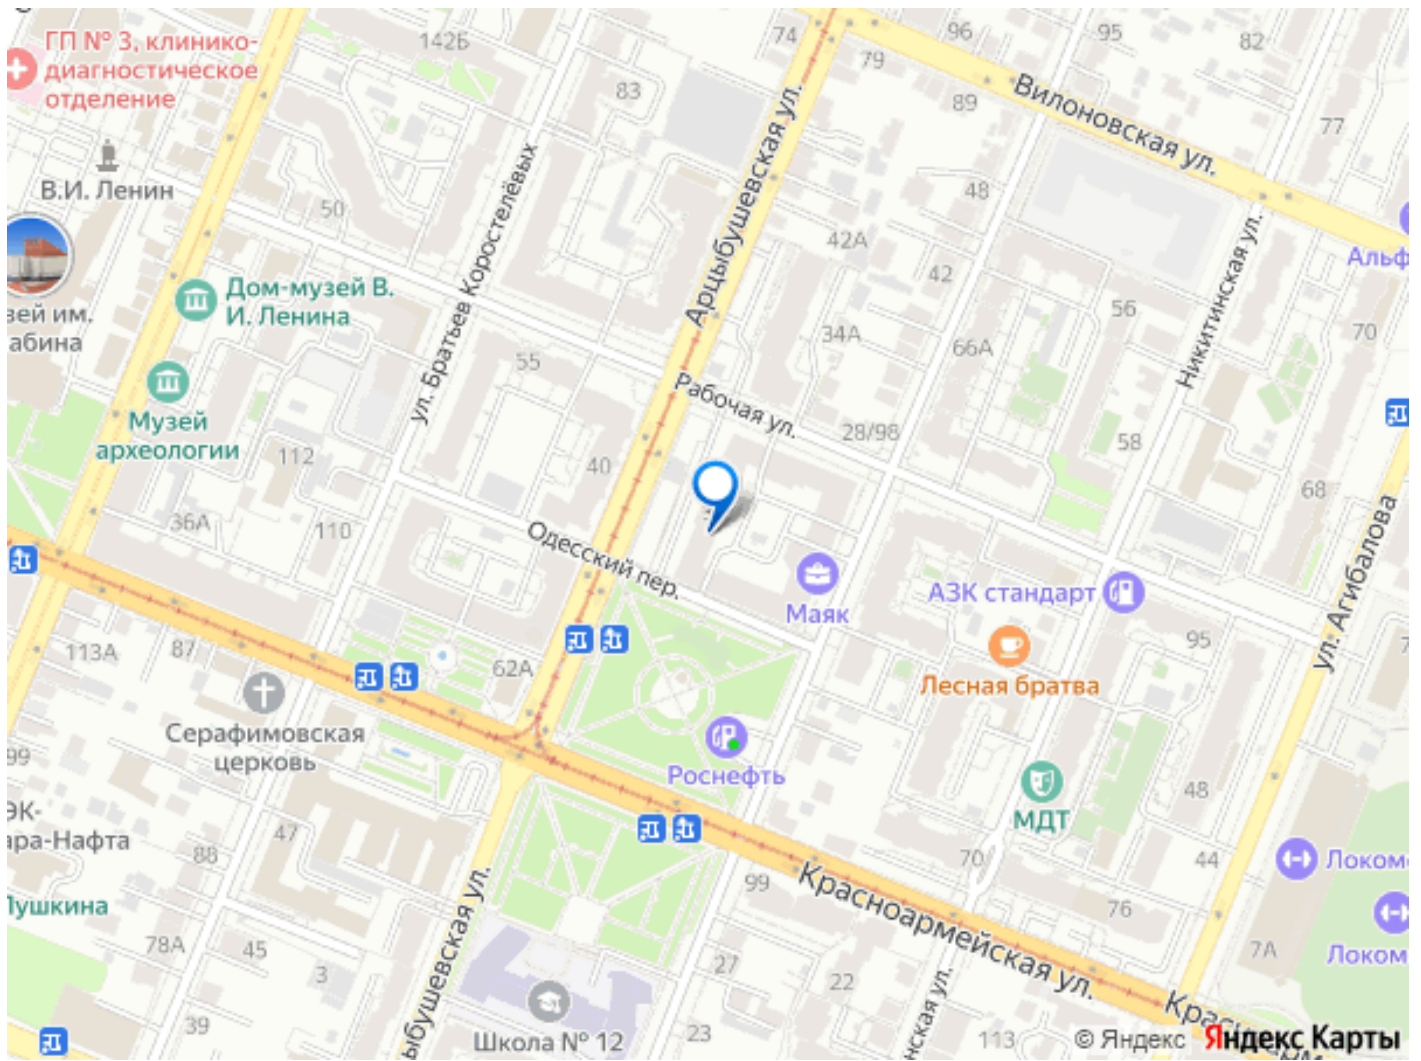 ГП № 3, клинико-
диагностическое
отделение
142Б
74
79
96
95
82
83
89
77
Вилоновская ул.
Арцыбушевская ул.
ул. Братьев Коростелёвых
В.И. Ленин
50
48
42А
42
Никитинская ул.
Альф
Дом-музей В.
И. Ленина
зей им.
абина
56
34А
66А
70
55
Рабочая ул.
Музей
археологии
28/98
58
112
40
68
36А
110
Одесский пер.
Маяк
АЗК стандарт
ул. Агибалова
113А
87
62А
95
Лесная братва
Серафимовская
церковь
Роснефть
99
48
МДТ
ЭК-
ара-Нафта
47
88
70
44
Локом
99
Красноармейская ул.
76
Пушкина
78А
45
3
27
22
7А
Локом
ыбушевская ул.
нская ул.
39
Школа № 12
23
113
Крас
© Яндекс Яндекс Карты